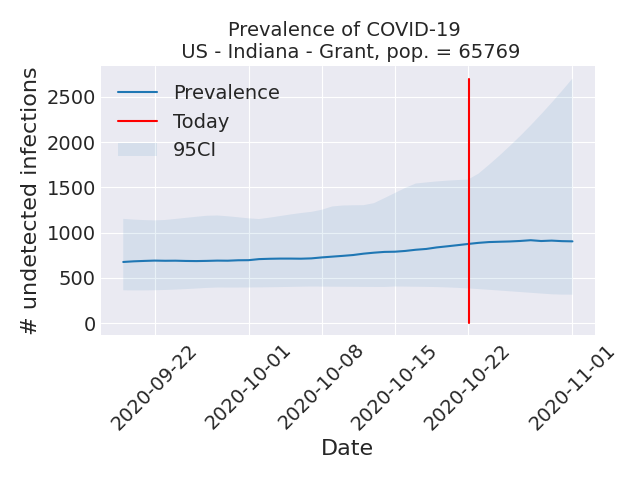 Prevalence of COVID-19
US - Indiana - Grant, pop. = 65769
# undetected infections
2500
2000
1500
1000
500
0
Prevalence
Today
95CI
2020-09-22
2020-10-01
2020-10-08
2020-10-15
2020-10-22
2020-11-01
Date